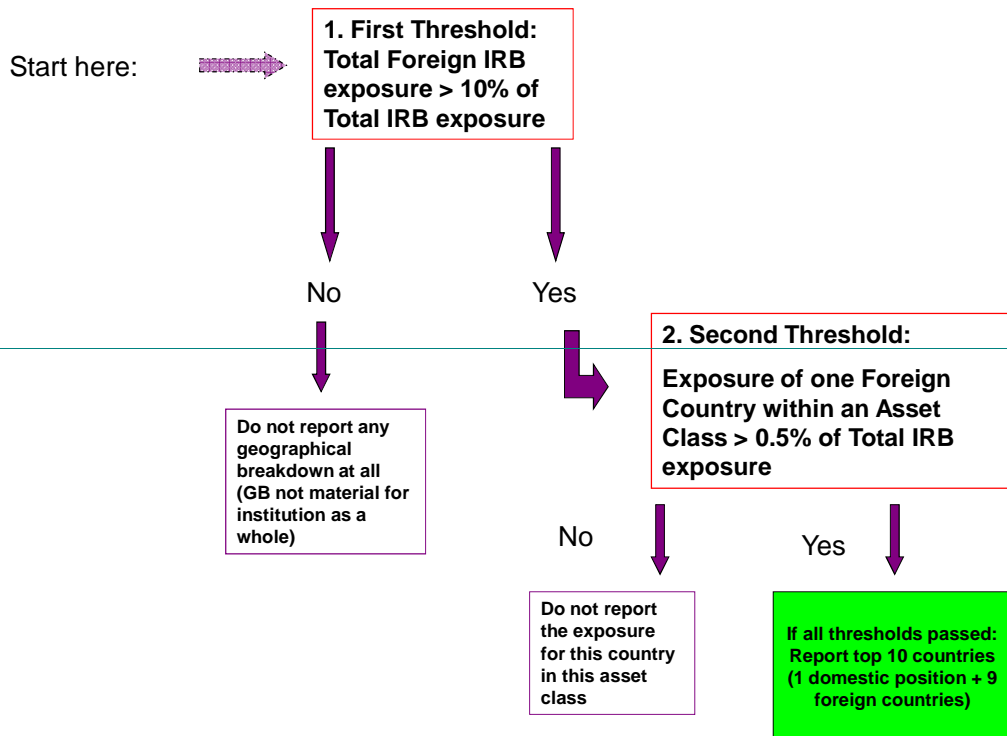 Start here:
1. First Threshold:
Total Foreign IRB
exposure > 10% of
Total IRB exposure
No
Yes
2. Second Threshold:
Exposure of one Foreign
Country within an Asset
Class > 0.5% of Total IRB
exposure
Do not report any
geographical
breakdown at all
(GB not material for
institution as a
whole)
No
Yes
Do not report
the exposure
for this country
in this asset
class
If all thresholds passed:
Report top 10 countries
(1 domestic position + 9
foreign countries)